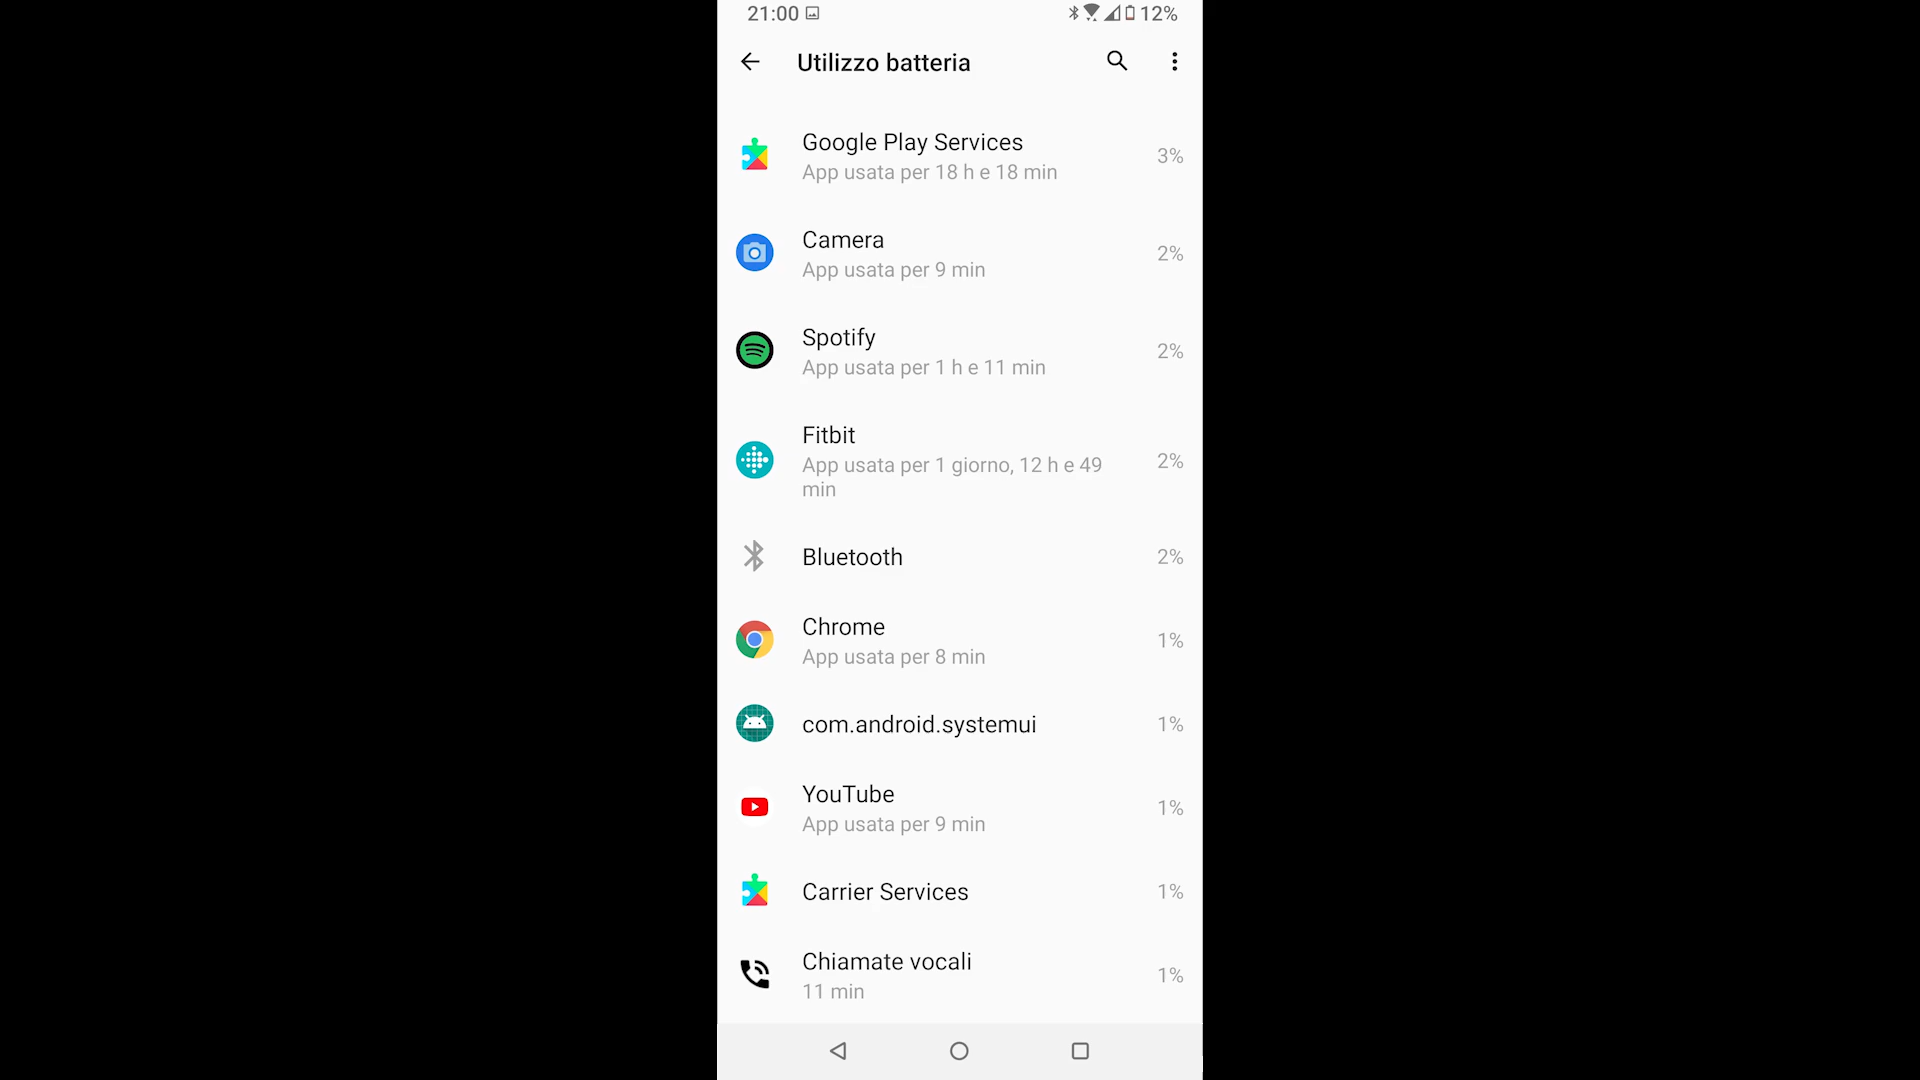 21:00 12%
Utilizzo batteria
Google Play Services
App usata per 18 h e 18 min
3%
Camera
App usata per 9 min
2%
Spotify
App usata per 1 h e 11 min
2%
Fitbit
App usata per 1 giorno, 12 h e 49
min
2%
Bluetooth 2%
Chrome
App usata per 8 min
1%
com.android.systemui 1%
YouTube
App usata per 9 min
1%
Carrier Services 1%
Chiamate vocali
11 min
1%